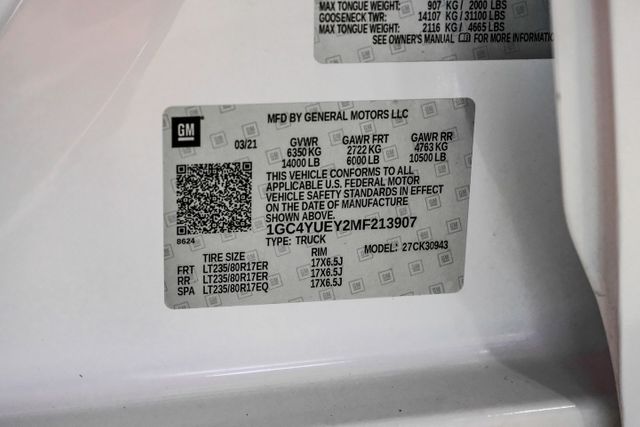 MAX TONGUE WEIGHT: 907 KG / 2000 LBS
GOOSENECK TWR: 14107 KG / 31100 LBS
MAX TONGUE WEIGHT: 2116 KG / 4665 LBS
SEE OWNER'S MANUAL FOR MORE INFORMATI
MFD BY GENERAL MOTORS LLC
GM
03/21 GVWR GAWR FRT GAWR RR
6350 KG 2722 KG 4763 KG
14000 LB 6000 LB 10500 LB
THIS VEHICLE CONFORMS TO ALL
APPLICABLE U.S. FEDERAL MOTOR
VEHICLE SAFETY STANDARDS IN EFFECT
ON THE DATE OF MANUFACTURE
SHOWN ABOVE.
1GC4YUEY2MF213907
8624
TYPE: TRUCK MODEL: 27CK30943
TIRE SIZE RIM
FRT LT235/80R17ER 17X6.5J
RR LT235/80R17ER 17X6.5J
SPA LT235/80R17EQ 17X6.5J